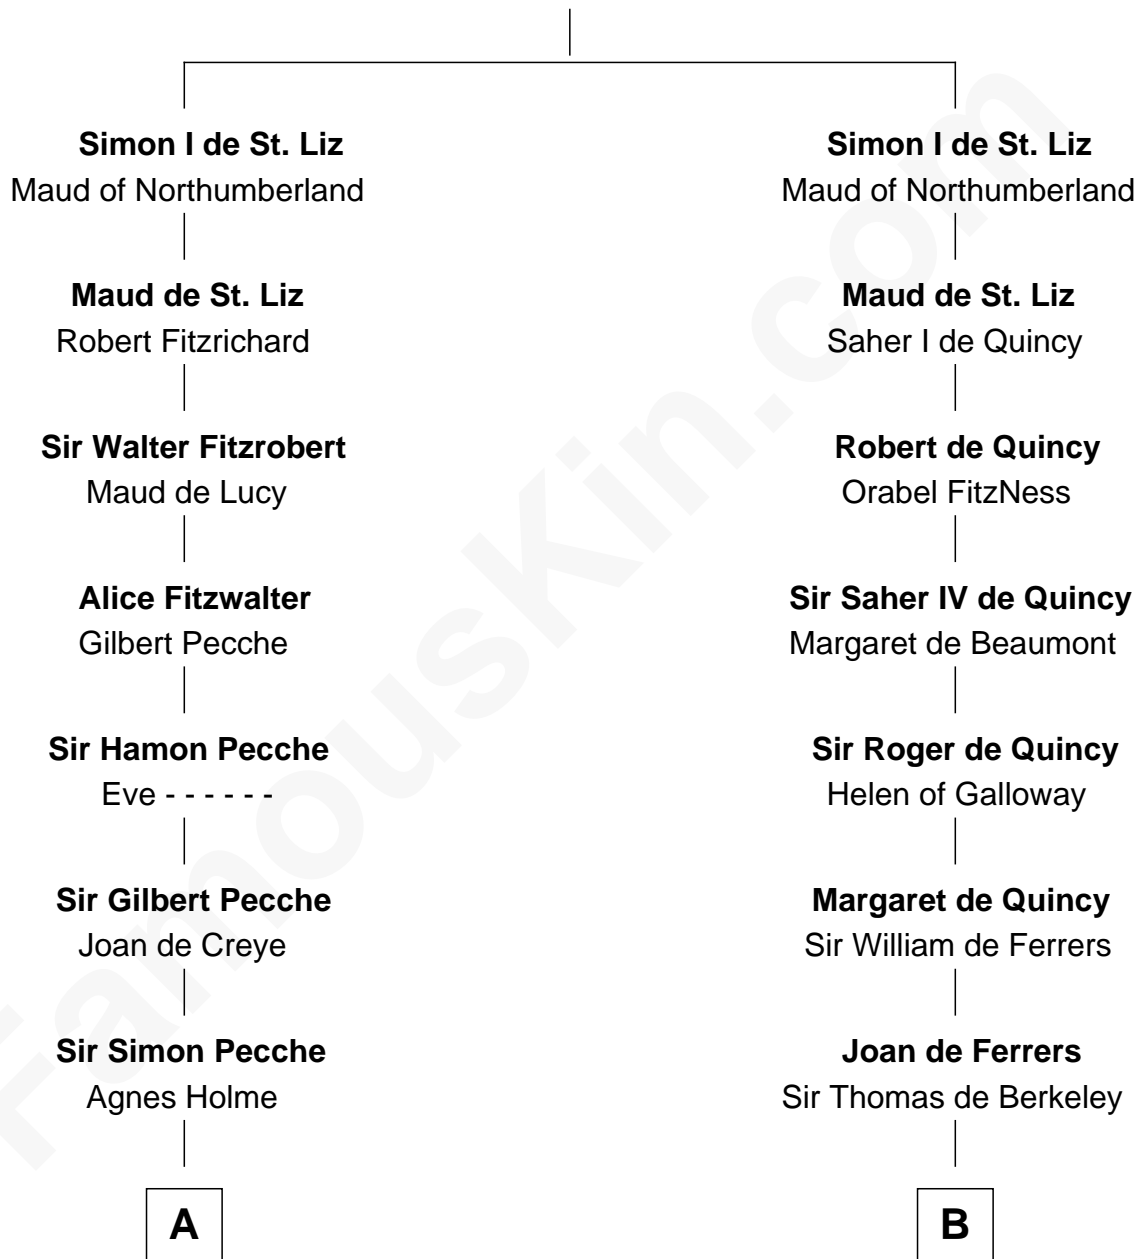 Simon I de St. Liz
Maud of Northumberland
Maud de St. Liz
Robert Fitzrichard
Sir Walter Fitzrobert
Maud de Lucy
Alice Fitzwalter
Gilbert Pecche
Sir Hamon Pecche
Eve - - - - - -
Sir Gilbert Pecche
Joan de Creye
Sir Simon Pecche
Agnes Holme
A
Simon I de St. Liz
Maud of Northumberland
Maud de St. Liz
Saher I de Quincy
Robert de Quincy
Orabel FitzNess
Sir Saher IV de Quincy
Margaret de Beaumont
Sir Roger de Quincy
Helen of Galloway
Margaret de Quincy
Sir William de Ferrers
Joan de Ferrers
Sir Thomas de Berkeley
B
FamousKin.com